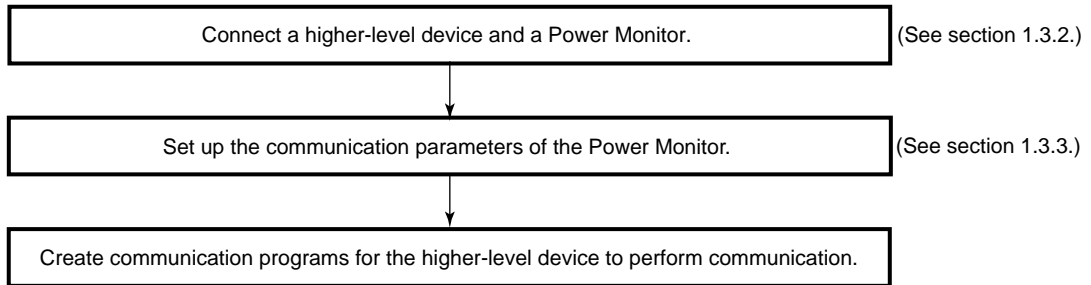 Connect a higher-level device and a Power Monitor. (See section 1.3.2.)
Set up the communication parameters of the Power Monitor. (See section 1.3.3.)
Create communication programs for the higher-level device to perform communication.